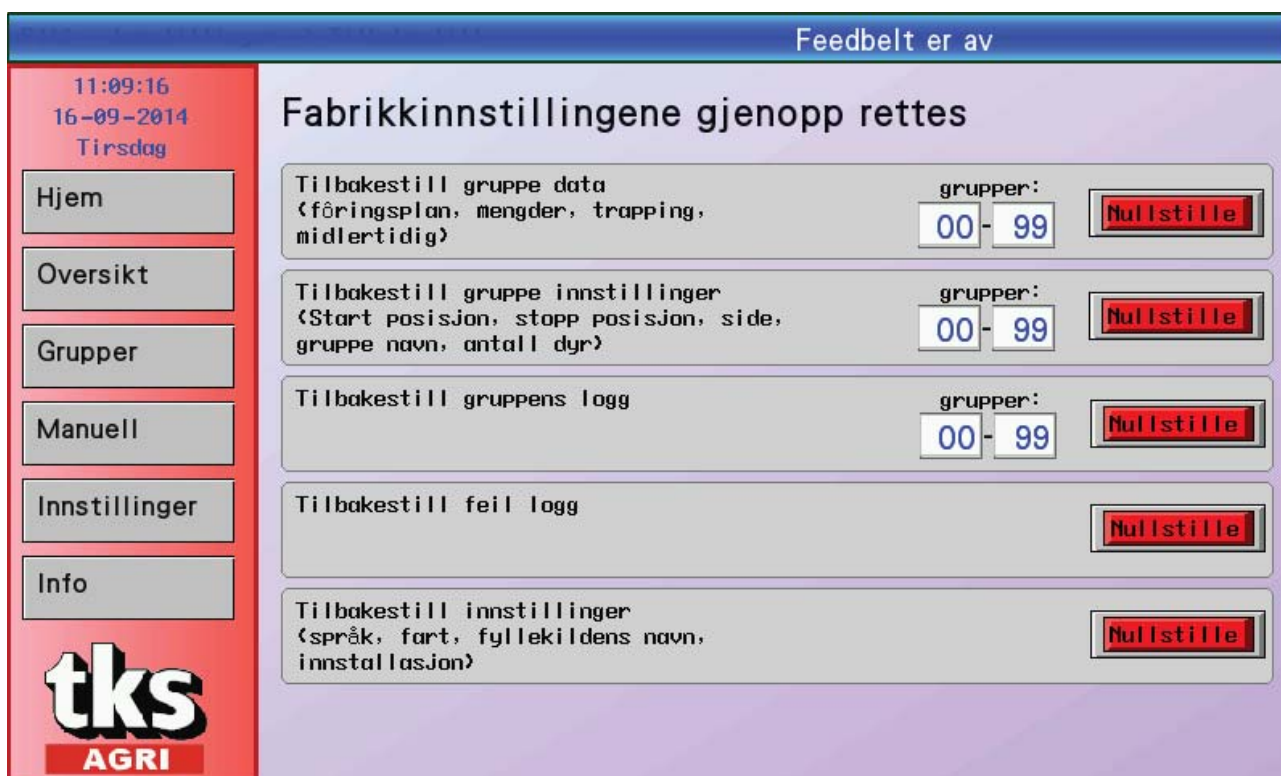 Feedbelt er av
11:09:16
16-09-2014
Tirsdag
Hjem
Oversikt
Grupper
Manuell
Innstillinger
Info
tks
AGRI
Fabrikkinnstillingene gjenopp rettes
Tilbakestill gruppe data
(fôringsplan, mengder, trapping,
midlertidig)
grupper:
00 - 99
Nullstille
Tilbakestill gruppe innstillinger
(Start posisjon, stopp posisjon, side,
gruppe navn, antall dyr)
grupper:
00 - 99
Nullstille
Tilbakestill gruppens logg
grupper:
00 - 99
Nullstille
Tilbakestill feil logg
Nullstille
Tilbakestill innstillinger
(språk, fart, fyllekildens navn,
innstallasjon)
Nullstille